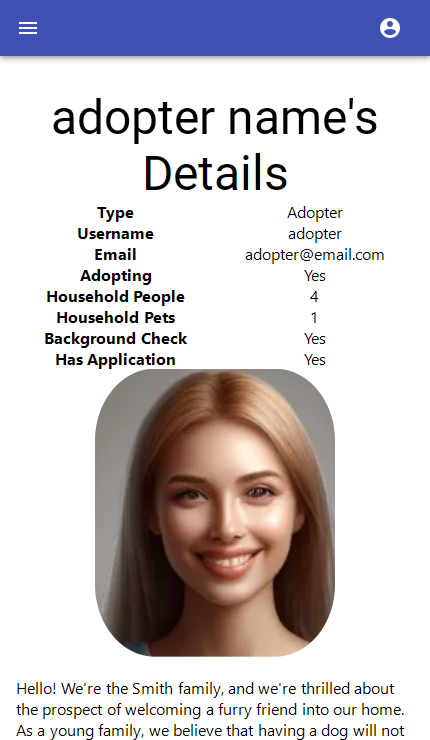 adopter name's
Details
Type Adopter
Username adopter
Email adopter@email.com
Adopting Yes
Household People 4
Household Pets 1
Background Check Yes
Has Application Yes
Hello! We're the Smith family, and we're thrilled about
the prospect of welcoming a furry friend into our home.
As a young family, we believe that having a dog will not